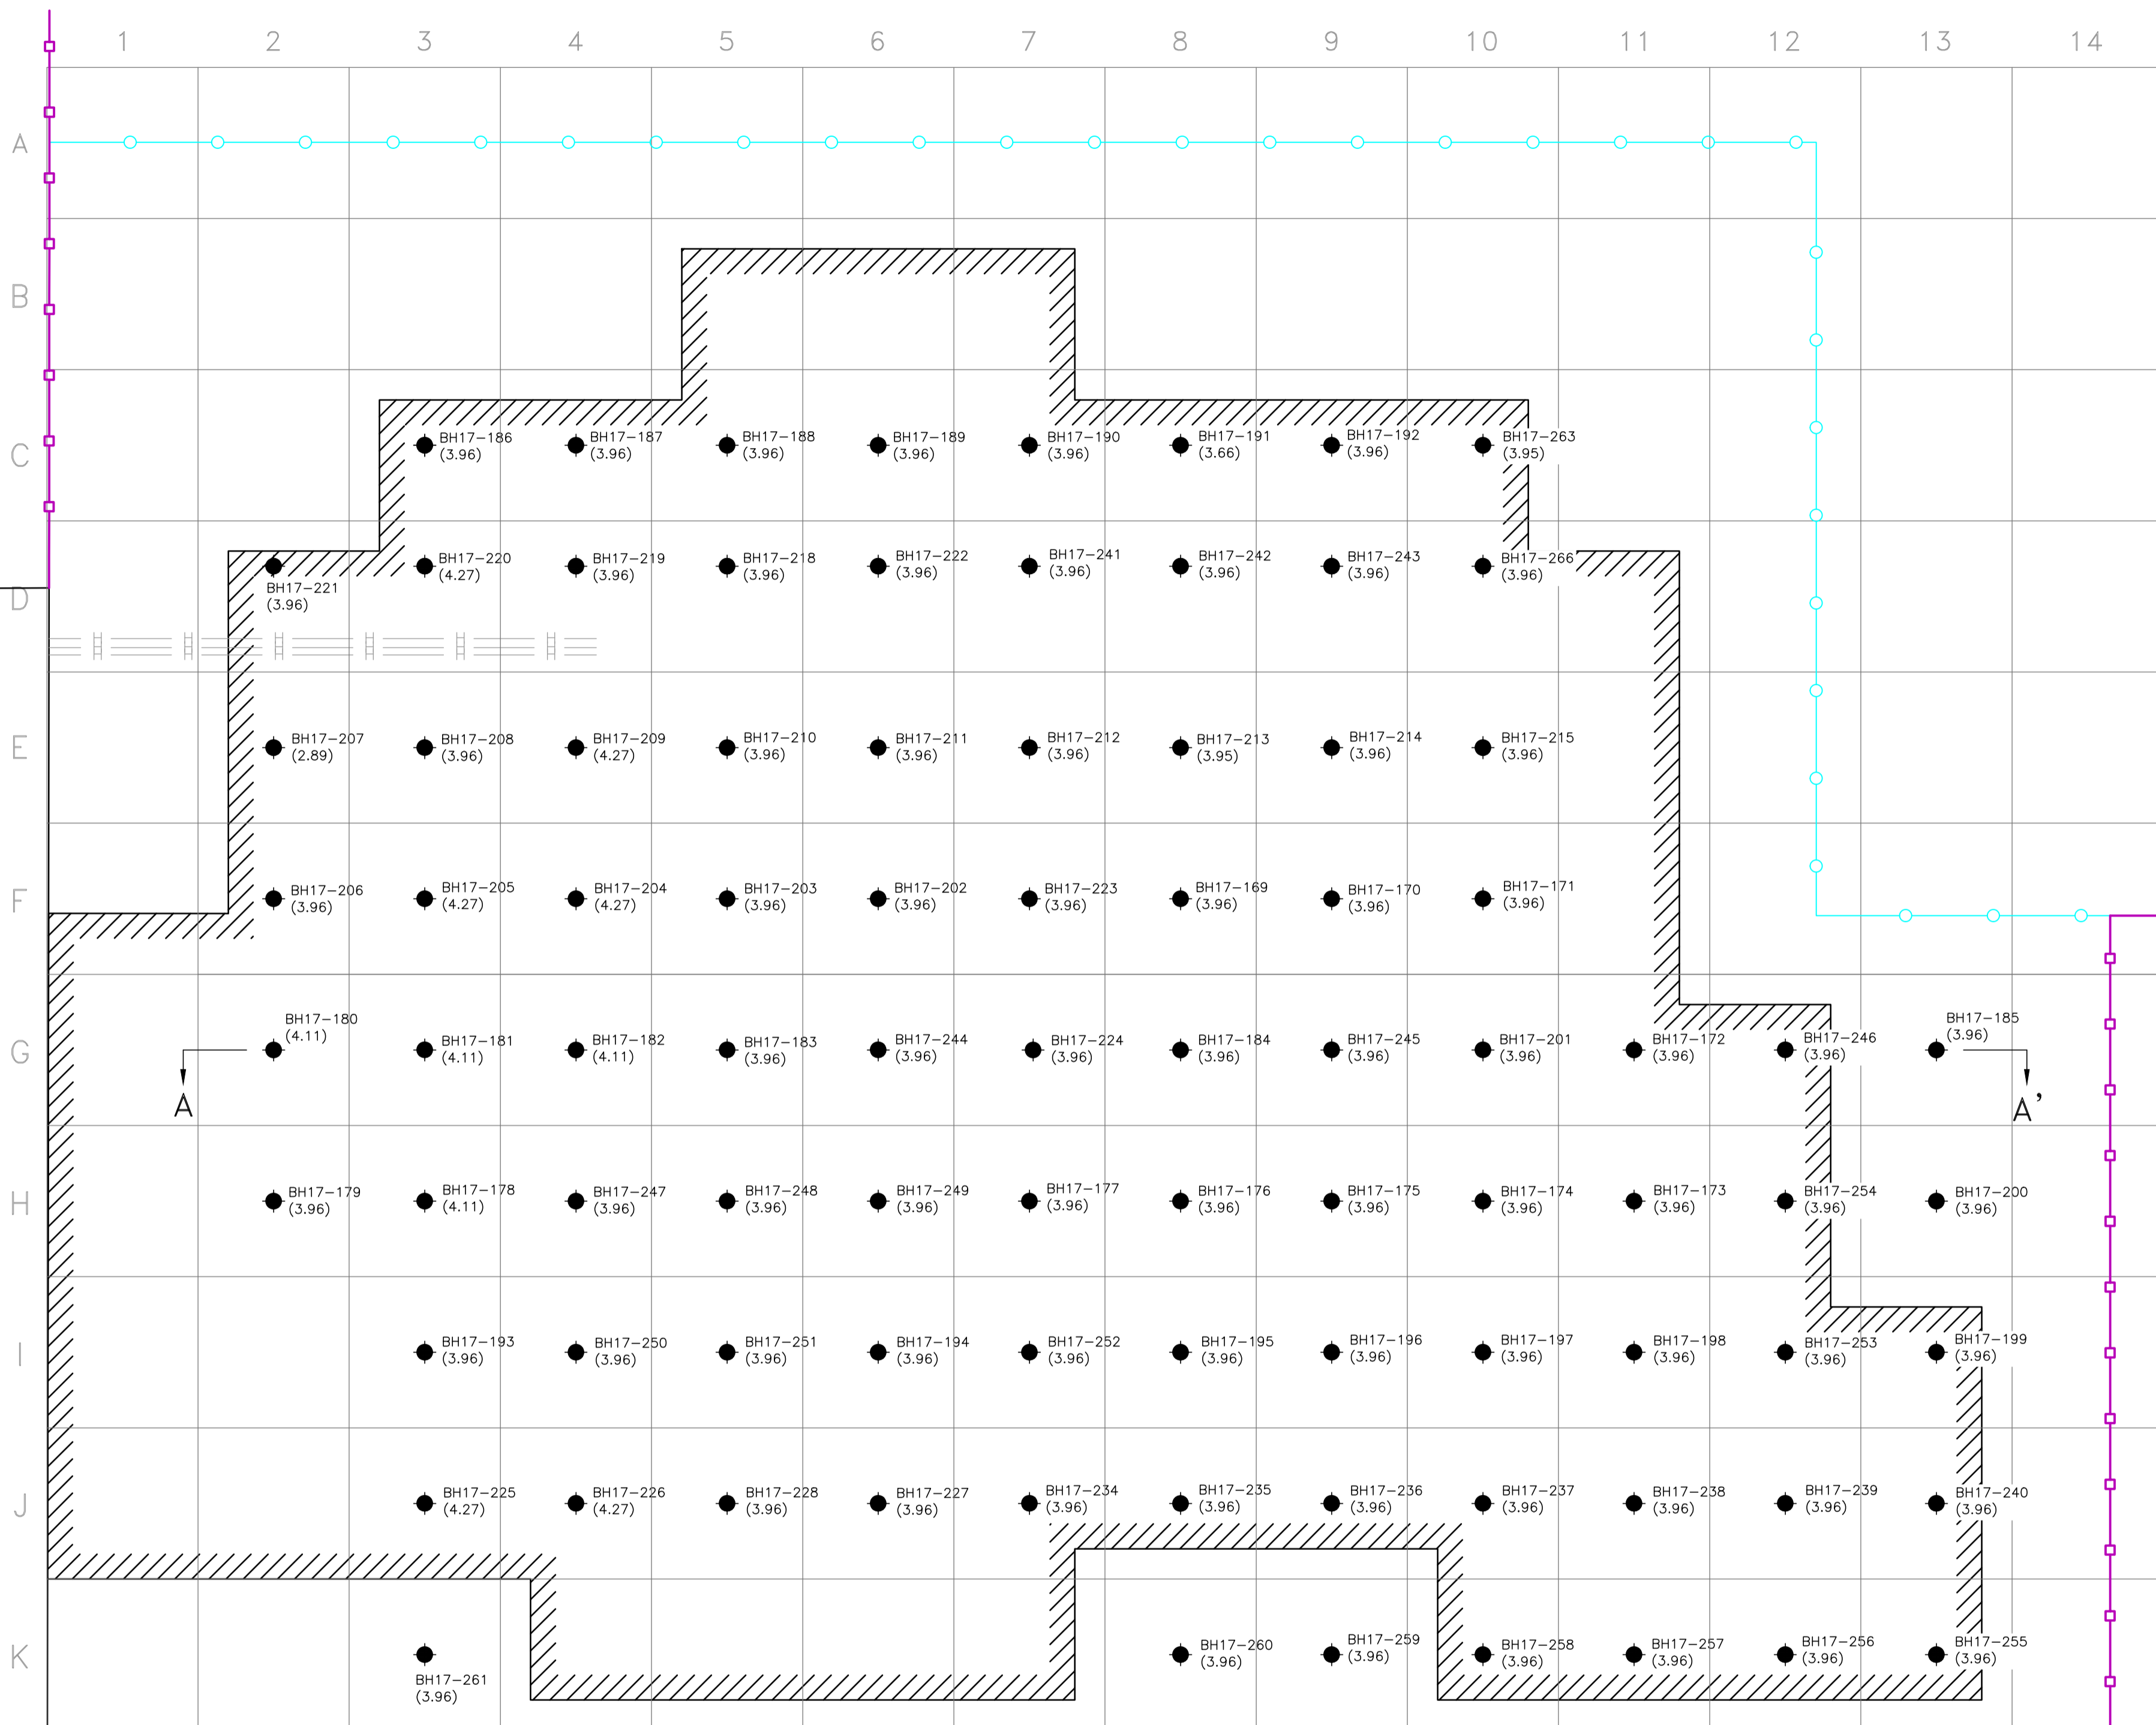 1 2 3 4 5 6 7 8 9 10 11 12 13 14
A
B
C
BH17-186
(3.96)
BH17-187
(3.96)
BH17-188
(3.96)
BH17-189
(3.96)
BH17-190
(3.96)
BH17-191
(3.66)
BH17-192
(3.96)
BH17-263
(3.95)
D
BH17-221
(3.96)
BH17-220
(4.27)
BH17-219
(3.96)
BH17-218
(3.96)
BH17-222
(3.96)
BH17-241
(3.96)
BH17-242
(3.96)
BH17-243
(3.96)
BH17-266
(3.96)
E
BH17-207
(2.89)
BH17-208
(3.96)
BH17-209
(4.27)
BH17-210
(3.96)
BH17-211
(3.96)
BH17-212
(3.96)
BH17-213
(3.95)
BH17-214
(3.96)
BH17-215
(3.96)
F
BH17-206
(3.96)
BH17-205
(4.27)
BH17-204
(4.27)
BH17-203
(3.96)
BH17-202
(3.96)
BH17-223
(3.96)
BH17-169
(3.96)
BH17-170
(3.96)
BH17-171
(3.96)
G
A
BH17-180
(4.11)
BH17-181
(4.11)
BH17-182
(4.11)
BH17-183
(3.96)
BH17-244
(3.96)
BH17-224
(3.96)
BH17-184
(3.96)
BH17-245
(3.96)
BH17-201
(3.96)
BH17-172
(3.96)
BH17-246
(3.96)
BH17-185
(3.96)
A'
H
BH17-179
(3.96)
BH17-178
(4.11)
BH17-247
(3.96)
BH17-248
(3.96)
BH17-249
(3.96)
BH17-177
(3.96)
BH17-176
(3.96)
BH17-175
(3.96)
BH17-174
(3.96)
BH17-173
(3.96)
BH17-254
(3.96)
BH17-200
(3.96)
I
BH17-193
(3.96)
BH17-250
(3.96)
BH17-251
(3.96)
BH17-194
(3.96)
BH17-252
(3.96)
BH17-195
(3.96)
BH17-196
(3.96)
BH17-197
(3.96)
BH17-198
(3.96)
BH17-253
(3.96)
BH17-199
(3.96)
J
BH17-225
(4.27)
BH17-226
(4.27)
BH17-228
(3.96)
BH17-227
(3.96)
BH17-234
(3.96)
BH17-235
(3.96)
BH17-236
(3.96)
BH17-237
(3.96)
BH17-238
(3.96)
BH17-239
(3.96)
BH17-240
(3.96)
K
BH17-261
(3.96)
BH17-260
(3.96)
BH17-259
(3.96)
BH17-258
(3.96)
BH17-257
(3.96)
BH17-256
(3.96)
BH17-255
(3.96)